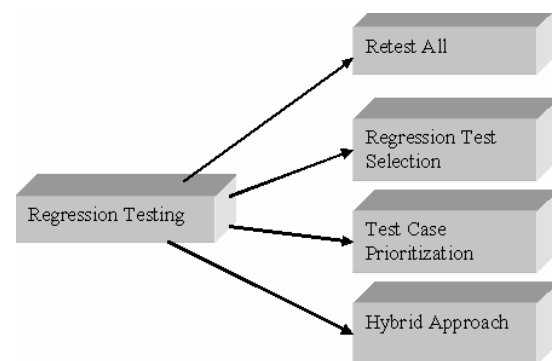 Retest All
Regression Test
Selection
Regression Testing
Test Case
Prioritization
Hybrid Approach